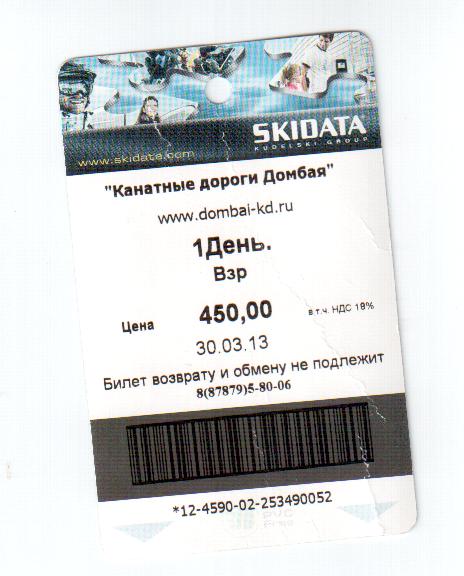 SKIDATA
KUDELSKI GROUP
www.skidata.com
"Канатные дороги Домбая"
www.dombai-kd.ru
1День.
Взр
Цена 450,00 в т.ч. НДС 18%
30.03.13
Билет возврату и обмену не подлежит
8(87879)5-80-06
*12-4590-02-253490052